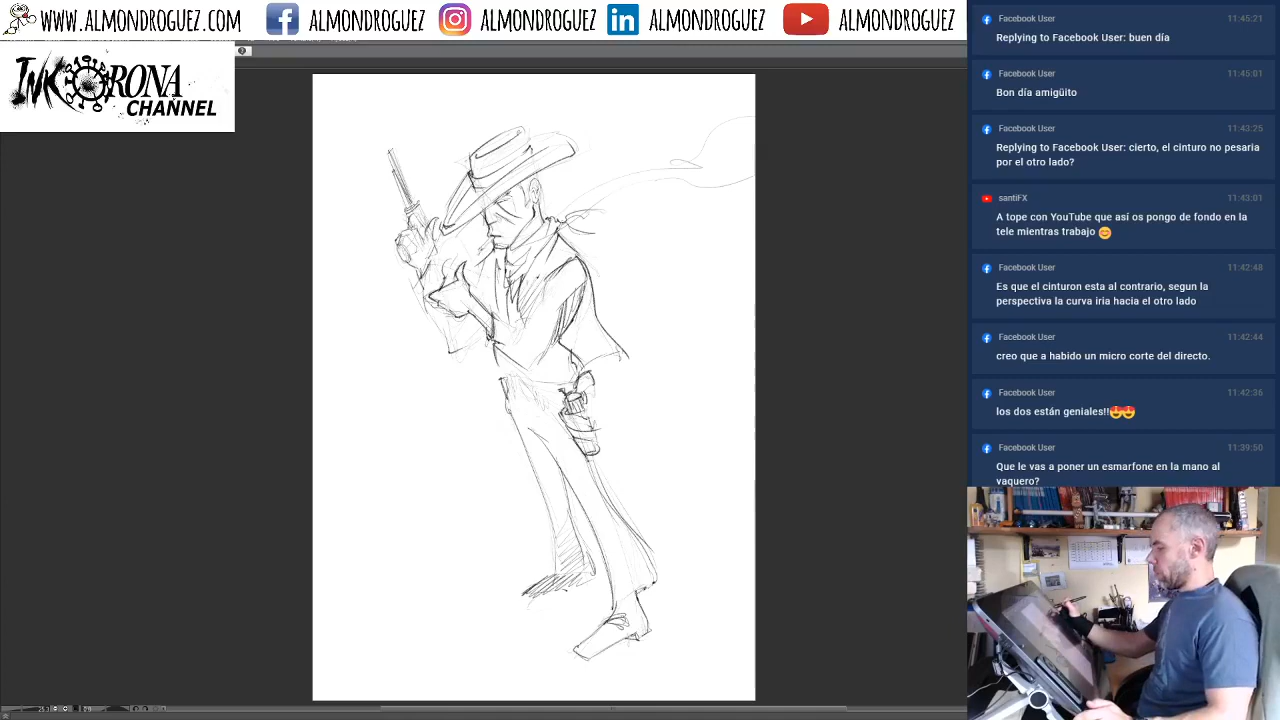 WWW.ALMONDROGUEZ.COM
ALMONDROGUEZ
ALMONDROGUEZ
ALMONDROGUEZ
ALMONDROGUEZ
INKORONA
CHANNEL
Facebook User 11:45:21
Replying to Facebook User: buen día
Facebook User 11:45:01
Bon día amigüito
Facebook User 11:43:25
Replying to Facebook User: cierto, el cinturo no pesaria
por el otro lado?
santiFX 11:43:01
A tope con YouTube que así os pongo de fondo en la
tele mientras trabajo
Facebook User 11:42:48
Es que el cinturon esta al contrario, segun la
perspectiva la curva iria hacia el otro lado
Facebook User 11:42:44
creo que a habido un micro corte del directo.
Facebook User 11:42:36
los dos están geniales!!
Facebook User 11:39:50
Que le vas a poner un esmarfone en la mano al
vaquero?